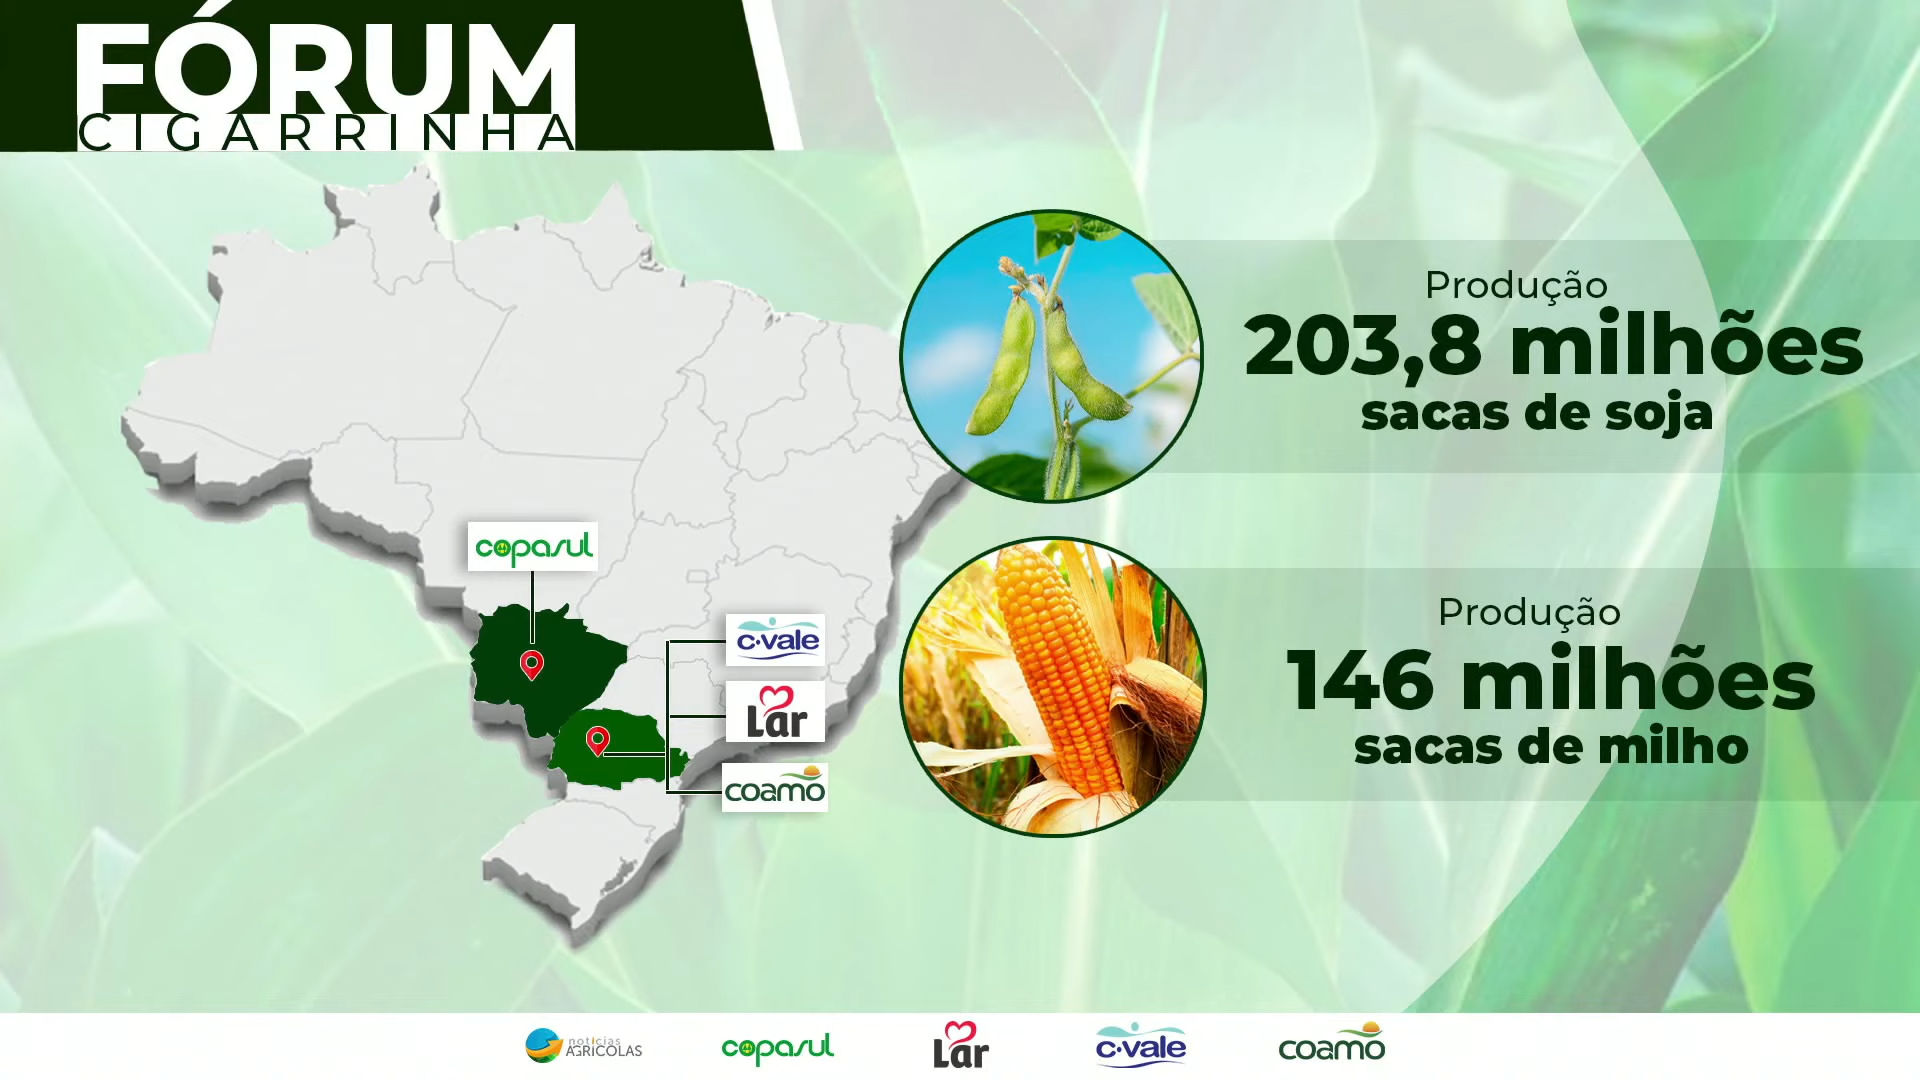 FÓRUM
CIGARRINHA
Produção
203,8 milhões
sacas de soja
copasul
c·vale
Lar
coamo
Produção
146 milhões
sacas de milho
notícias
AGRÍCOLAS
copasul
Lar
c·vale
coamo